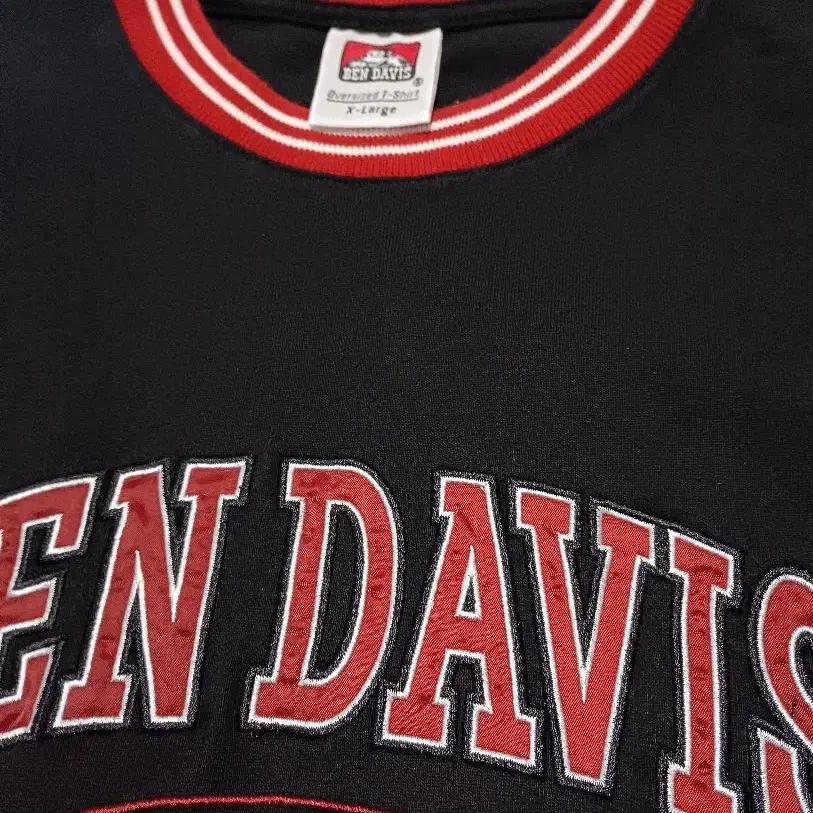 BEN DAVIS
®
Oversized T-Shirt
X-Large
EN DAVIS